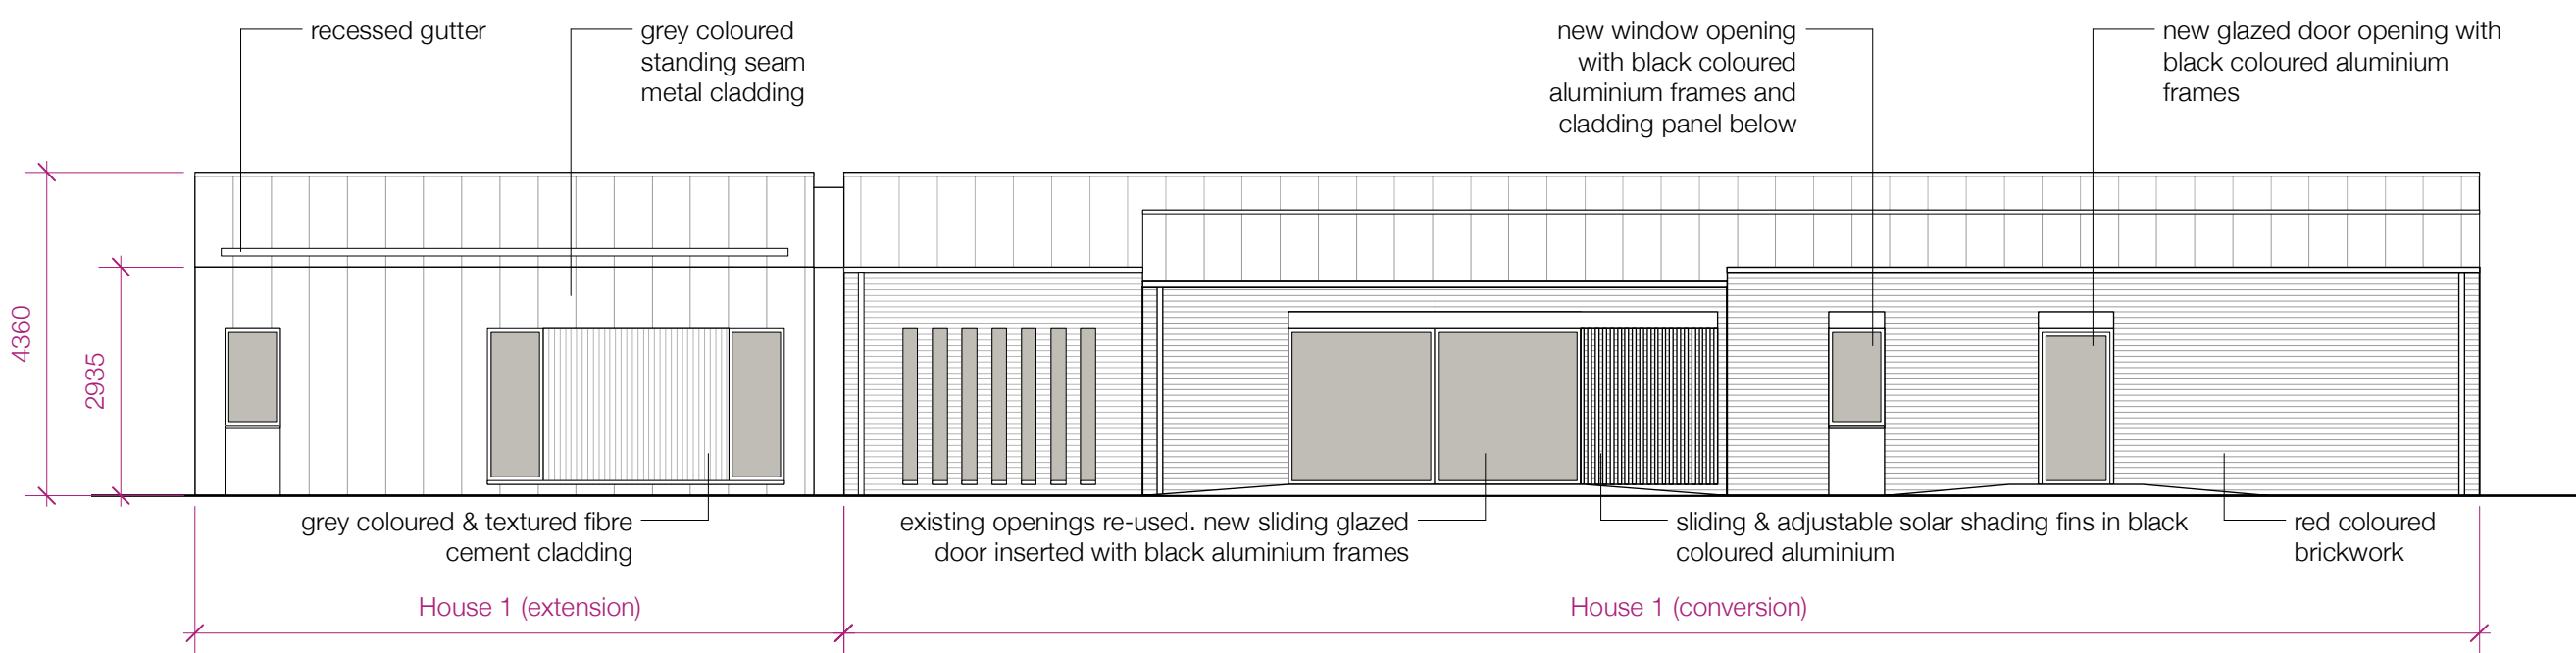 recessed gutter
grey coloured
standing seam
metal cladding
new window opening
with black coloured
aluminium frames and
cladding panel below
new glazed door opening with
black coloured aluminium
frames
4360
2935
grey coloured & textured fibre
cement cladding
existing openings re-used. new sliding glazed
door inserted with black aluminium frames
sliding & adjustable solar shading fins in black
coloured aluminium
red coloured
brickwork
House 1 (extension)
House 1 (conversion)